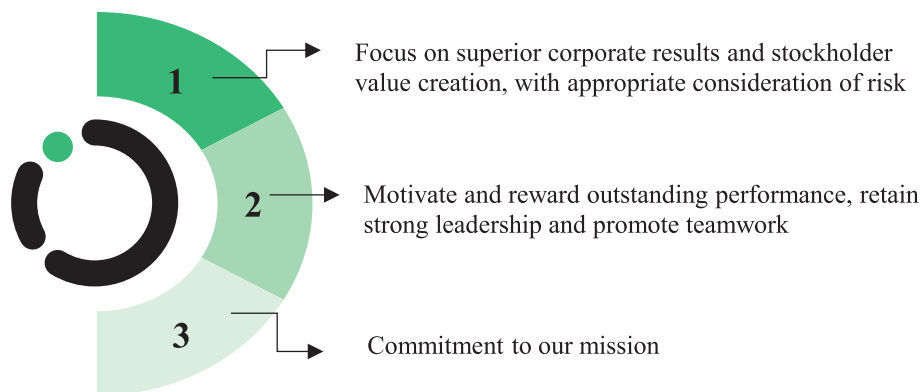 1
Focus on superior corporate results and stockholder
value creation, with appropriate consideration of risk
2
Motivate and reward outstanding performance, retain
strong leadership and promote teamwork
3
Commitment to our mission